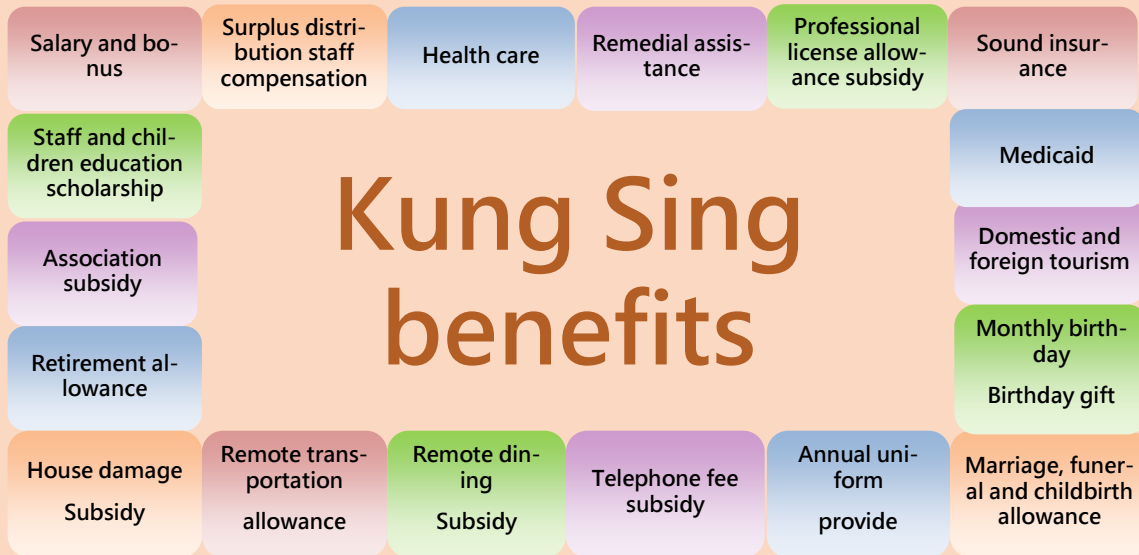 Salary and bo-
nus
Surplus distri-
bution staff
compensation
Health care
Remedial assis-
tance
Professional
license allow-
ance subsidy
Sound insur-
ance
Staff and chil-
dren education
scholarship
Medicaid
Kung Sing
benefits
Association
subsidy
Domestic and
foreign tourism
Retirement al-
lowance
Monthly birth-
day
Birthday gift
House damage
Subsidy
Remote trans-
portation
allowance
Remote din-
ing
Subsidy
Telephone fee
subsidy
Annual uni-
form
provide
Marriage, funer-
al and childbirth
allowance